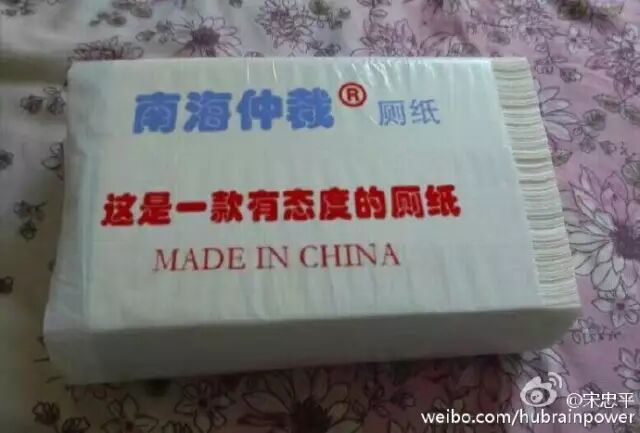 南海仲裁® 厕纸
这是一款有态度的厕纸
MADE IN CHINA
@宋忠平
weibo.com/hubrainpower